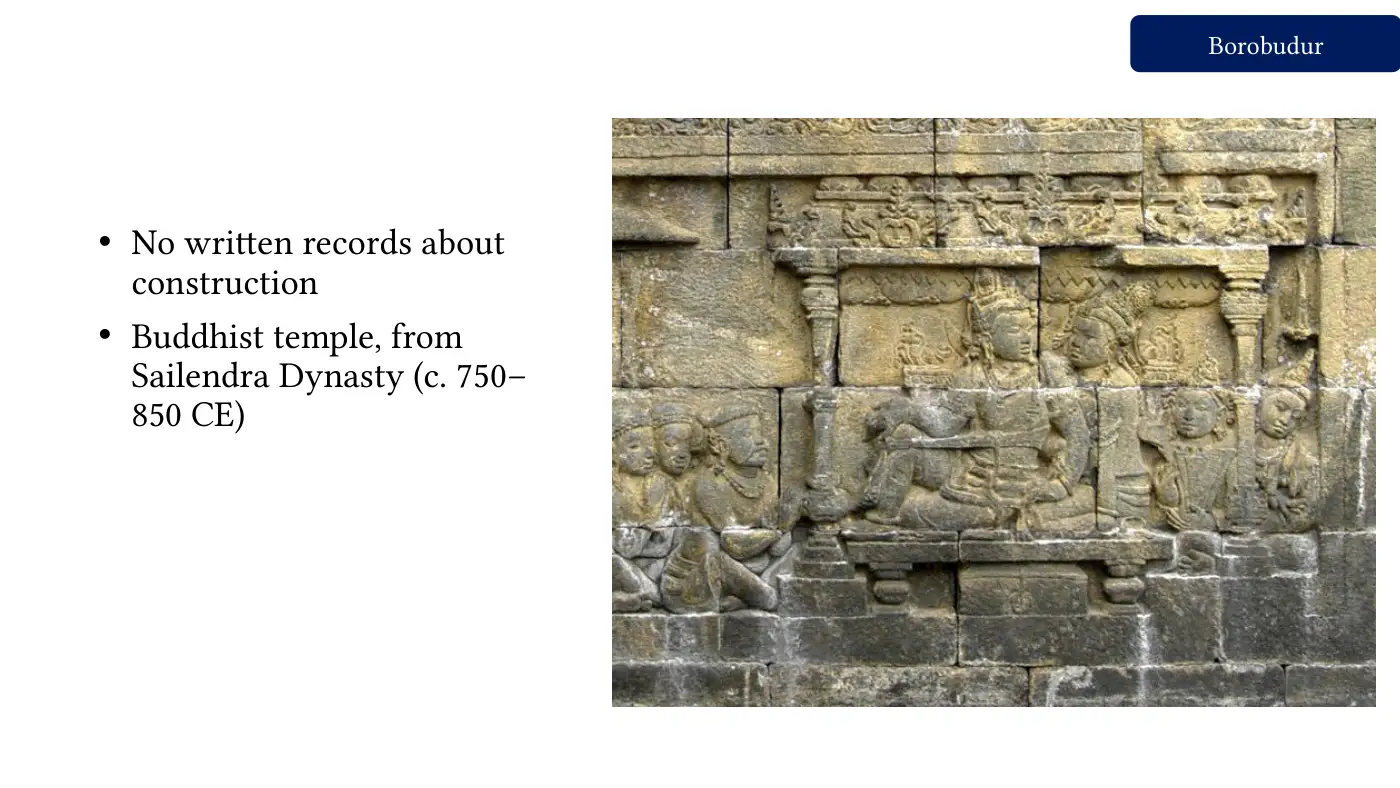 Borobudur
• No written records about
construction
• Buddhist temple, from
Sailendra Dynasty (c. 750–
850 CE)